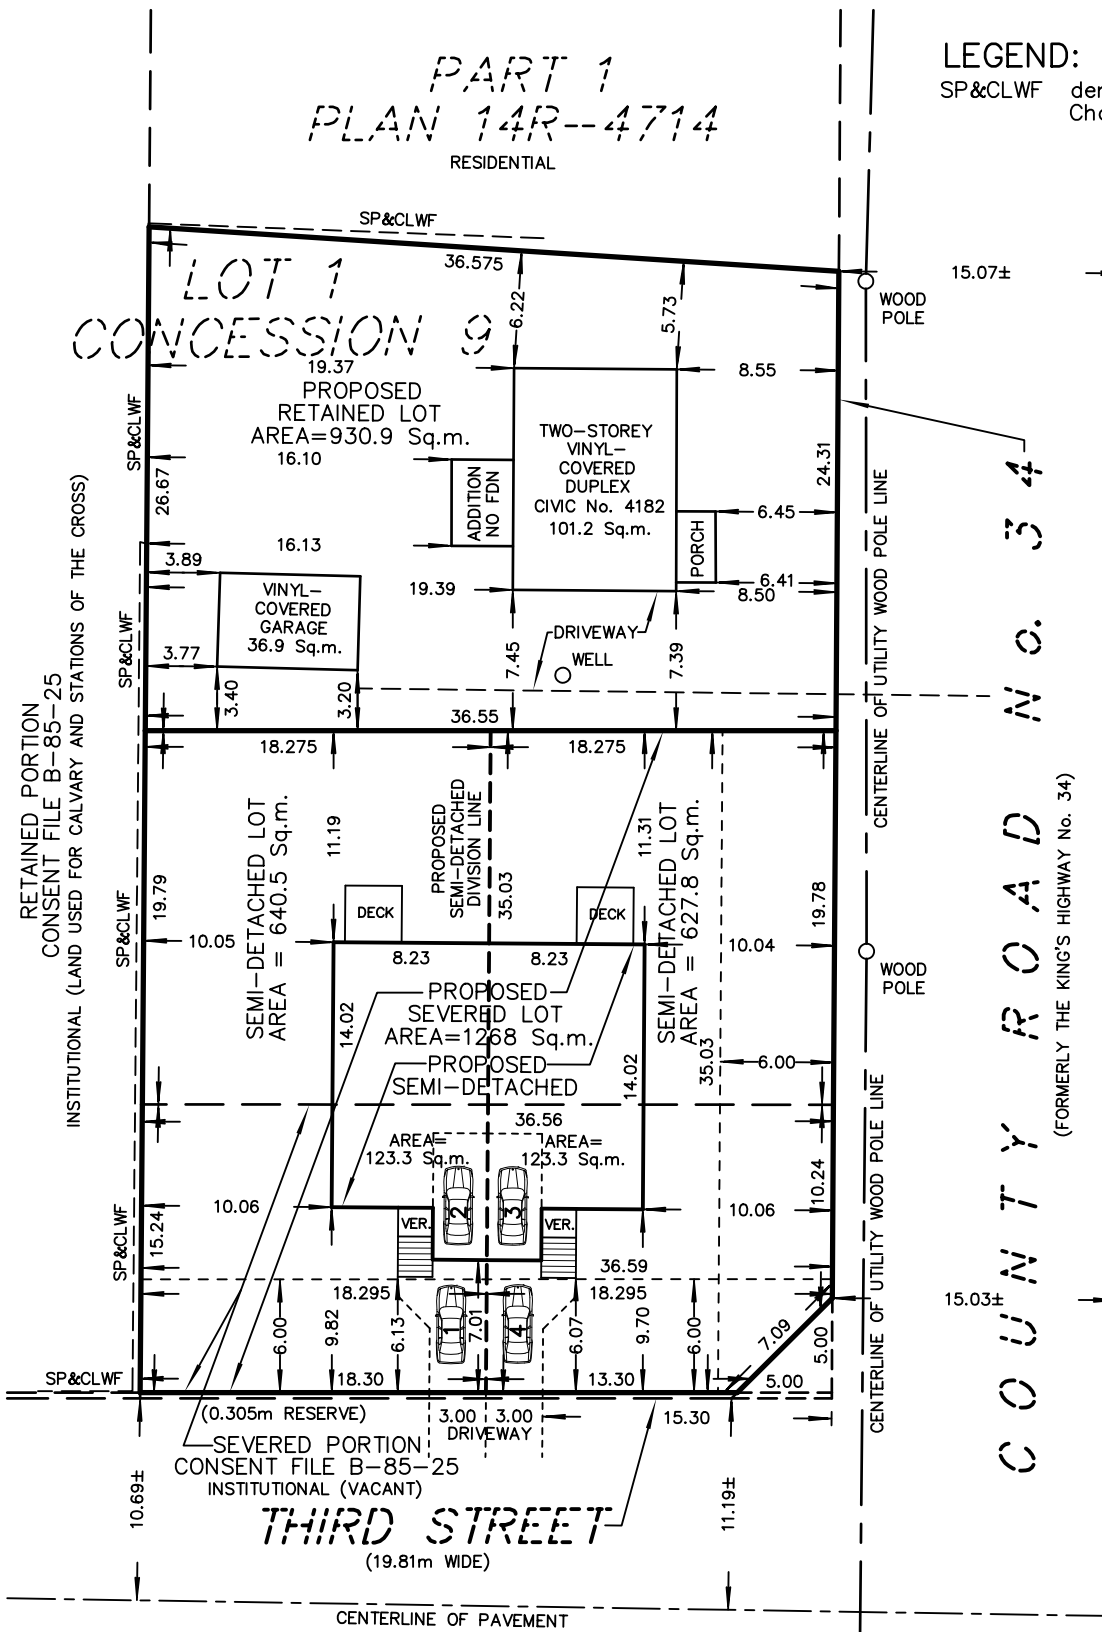 PART 1
PLAN 14R--4714
RESIDENTIAL
LEGEND:
SP&CLWF
SP&CLWF
36.575
15.07±
WOOD
POLE
LOT 1
CONCESSION 9
6.22
5.73
19.37
8.55
PROPOSED
RETAINED LOT
AREA=930.9 Sq.m.
TWO-STOREY
VINYL-
COVERED
DUPLEX
CIVIC No. 4182
101.2 Sq.m.
16.10
ADDITION
NO FDN
16.13
SP&CLWF
26.67
24.31
6.45
PORCH
6.41
8.50
3.89
19.39
VINYL-
COVERED
GARAGE
36.9 Sq.m.
3.77
3.40
3.20
SP&CLWF
DRIVEWAY
WELL
7.45
7.39
36.55
CENTERLINE OF UTILITY WOOD POLE LINE
COUNTY ROAD No. 34
(FORMERLY THE KING'S HIGHWAY No. 34)
RETAINED PORTION
CONSENT FILE B-85-25
INSTITUTIONAL (LAND USED FOR CALVARY AND STATIONS OF THE CROSS)
18.275
18.275
11.19
11.31
SEMI-DETACHED LOT
AREA = 640.5 Sq.m.
PROPOSED
SEMI-DETACHED
DIVISION LINE
35.03
SEMI-DETACHED LOT
AREA = 627.8 Sq.m.
19.79
19.78
SP&CLWF
DECK
DECK
10.05
8.23
8.23
10.04
WOOD
POLE
14.02
PROPOSED
SEVERED LOT
AREA=1268 Sq.m.
PROPOSED
SEMI-DETACHED
14.02
35.03
6.00
36.56
AREA=
123.3 Sq.m.
AREA=
123.3 Sq.m.
2
3
10.06
VER.
VER.
10.06
10.24
15.24
SP&CLWF
36.59
18.295
18.295
CENTERLINE OF UTILITY WOOD POLE LINE
15.03±
6.00
9.82
6.13
1
7.01
4
6.07
9.70
6.00
7.09
5.00
SP&CLWF
18.30
13.30
5.00
(0.305m RESERVE)
3.00
3.00
DRIVEWAY
15.30
SEVERED PORTION
CONSENT FILE B-85-25
INSTITUTIONAL (VACANT)
10.69±
11.19±
THIRD STREET
(19.81m WIDE)
CENTERLINE OF PAVEMENT